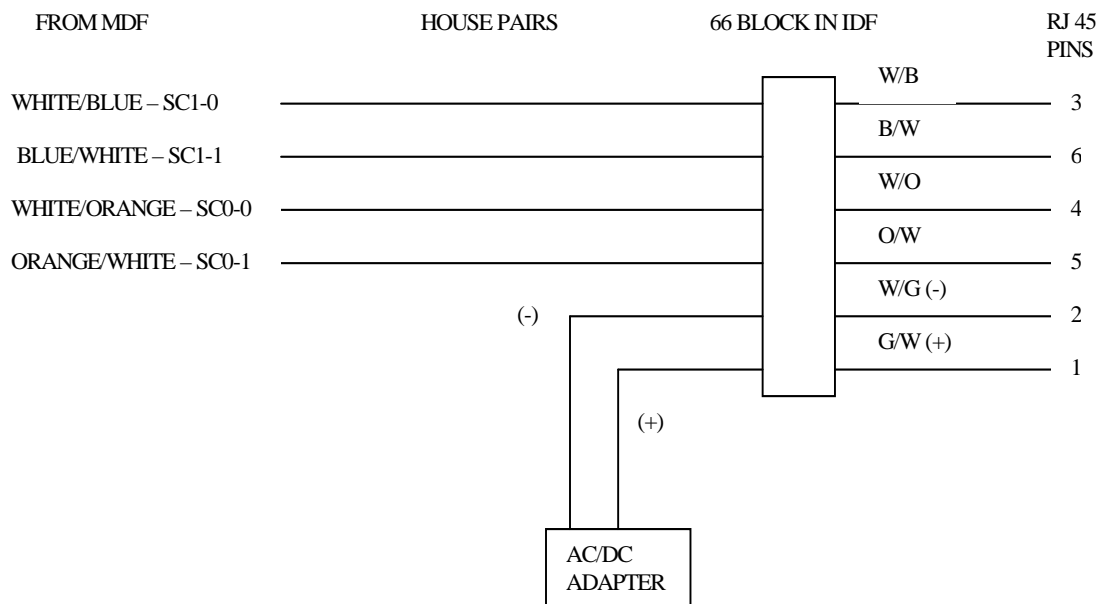 FROM MDF HOUSE PAIRS 66 BLOCK IN IDF RJ 45
PINS
W/B
WHITE/BLUE – SC1-0 3
B/W
BLUE/WHITE – SC1-1 6
W/O
WHITE/ORANGE – SC0-0 4
O/W
ORANGE/WHITE – SC0-1 5
W/G (-)
(-) 2
G/W (+)
1
(+)
AC/DC
ADAPTER